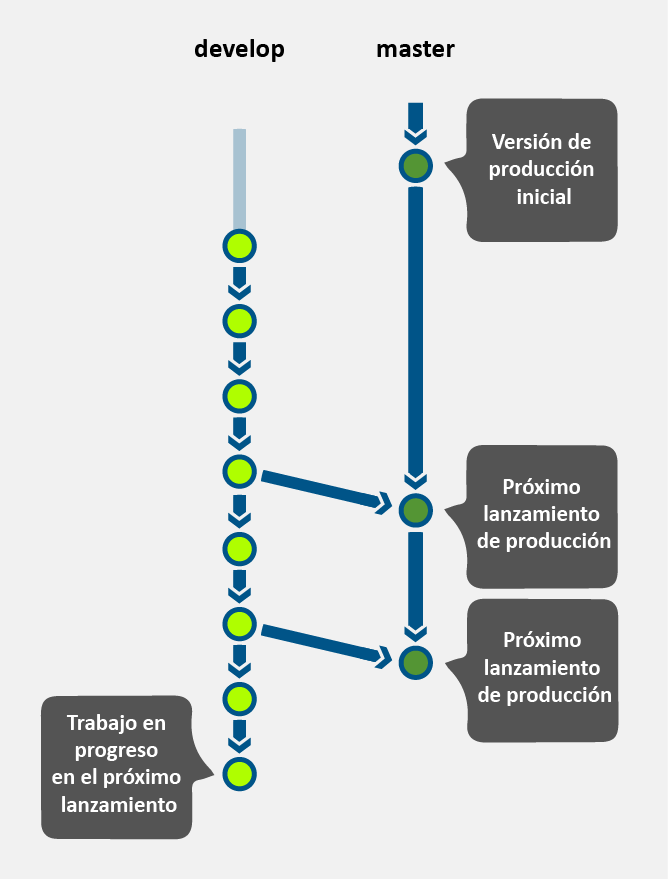 develop
master
Versión de
producción
inicial
Próximo
lanzamiento
de producción
Próximo
lanzamiento
de producción
Trabajo en
progreso
en el próximo
lanzamiento